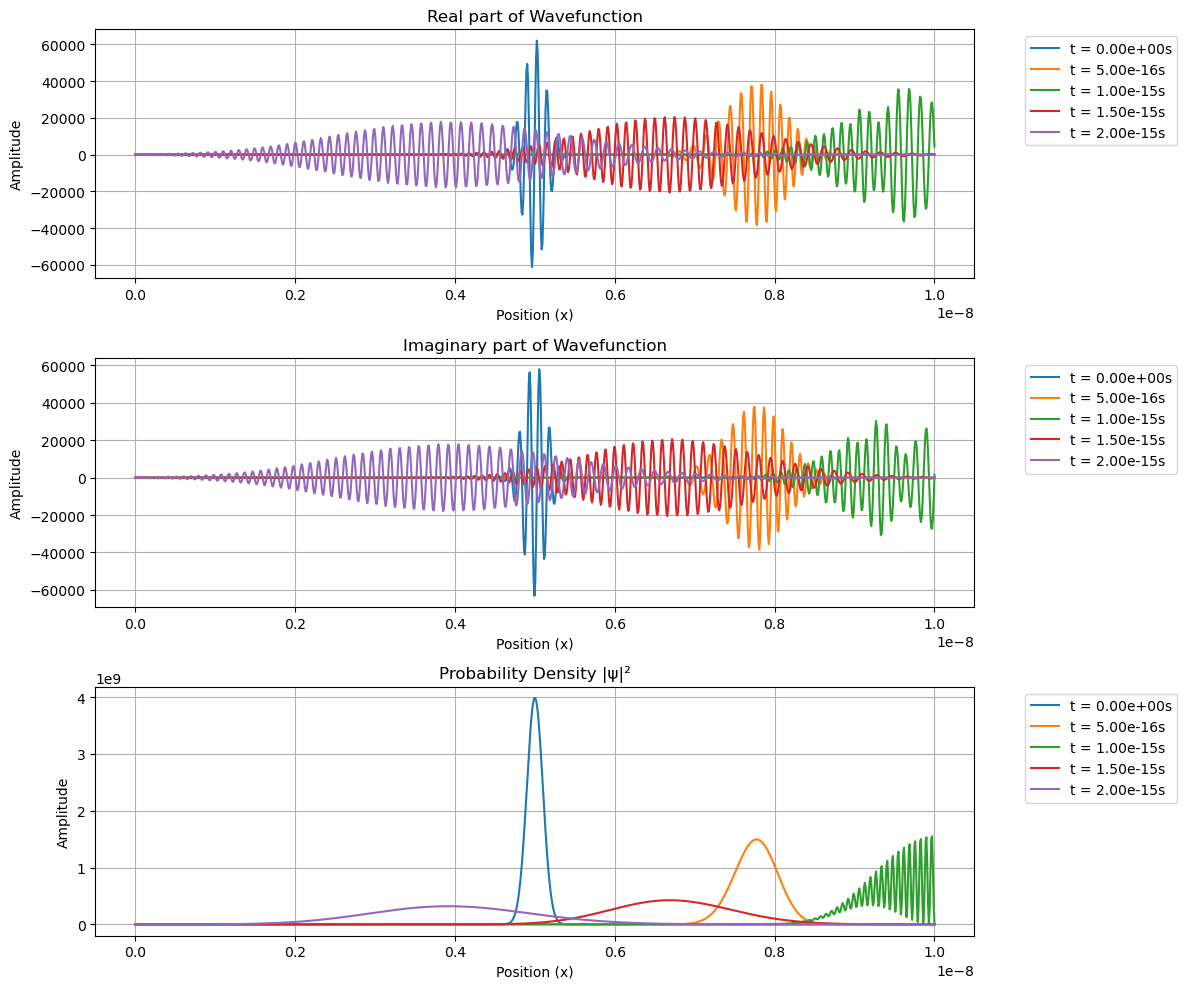 Real part of Wavefunction
60000
40000
20000
0
−20000
−40000
−60000
Amplitude
0.0
0.2
0.4
0.6
0.8
1.0
1e−8
Position (x)
t = 0.00e+00s
t = 5.00e-16s
t = 1.00e-15s
t = 1.50e-15s
t = 2.00e-15s
Imaginary part of Wavefunction
60000
40000
20000
0
−20000
−40000
−60000
Amplitude
0.0
0.2
0.4
0.6
0.8
1.0
1e−8
Position (x)
t = 0.00e+00s
t = 5.00e-16s
t = 1.00e-15s
t = 1.50e-15s
t = 2.00e-15s
Probability Density |ψ|²
1e9
4
3
2
1
0
Amplitude
0.0
0.2
0.4
0.6
0.8
1.0
1e−8
Position (x)
t = 0.00e+00s
t = 5.00e-16s
t = 1.00e-15s
t = 1.50e-15s
t = 2.00e-15s